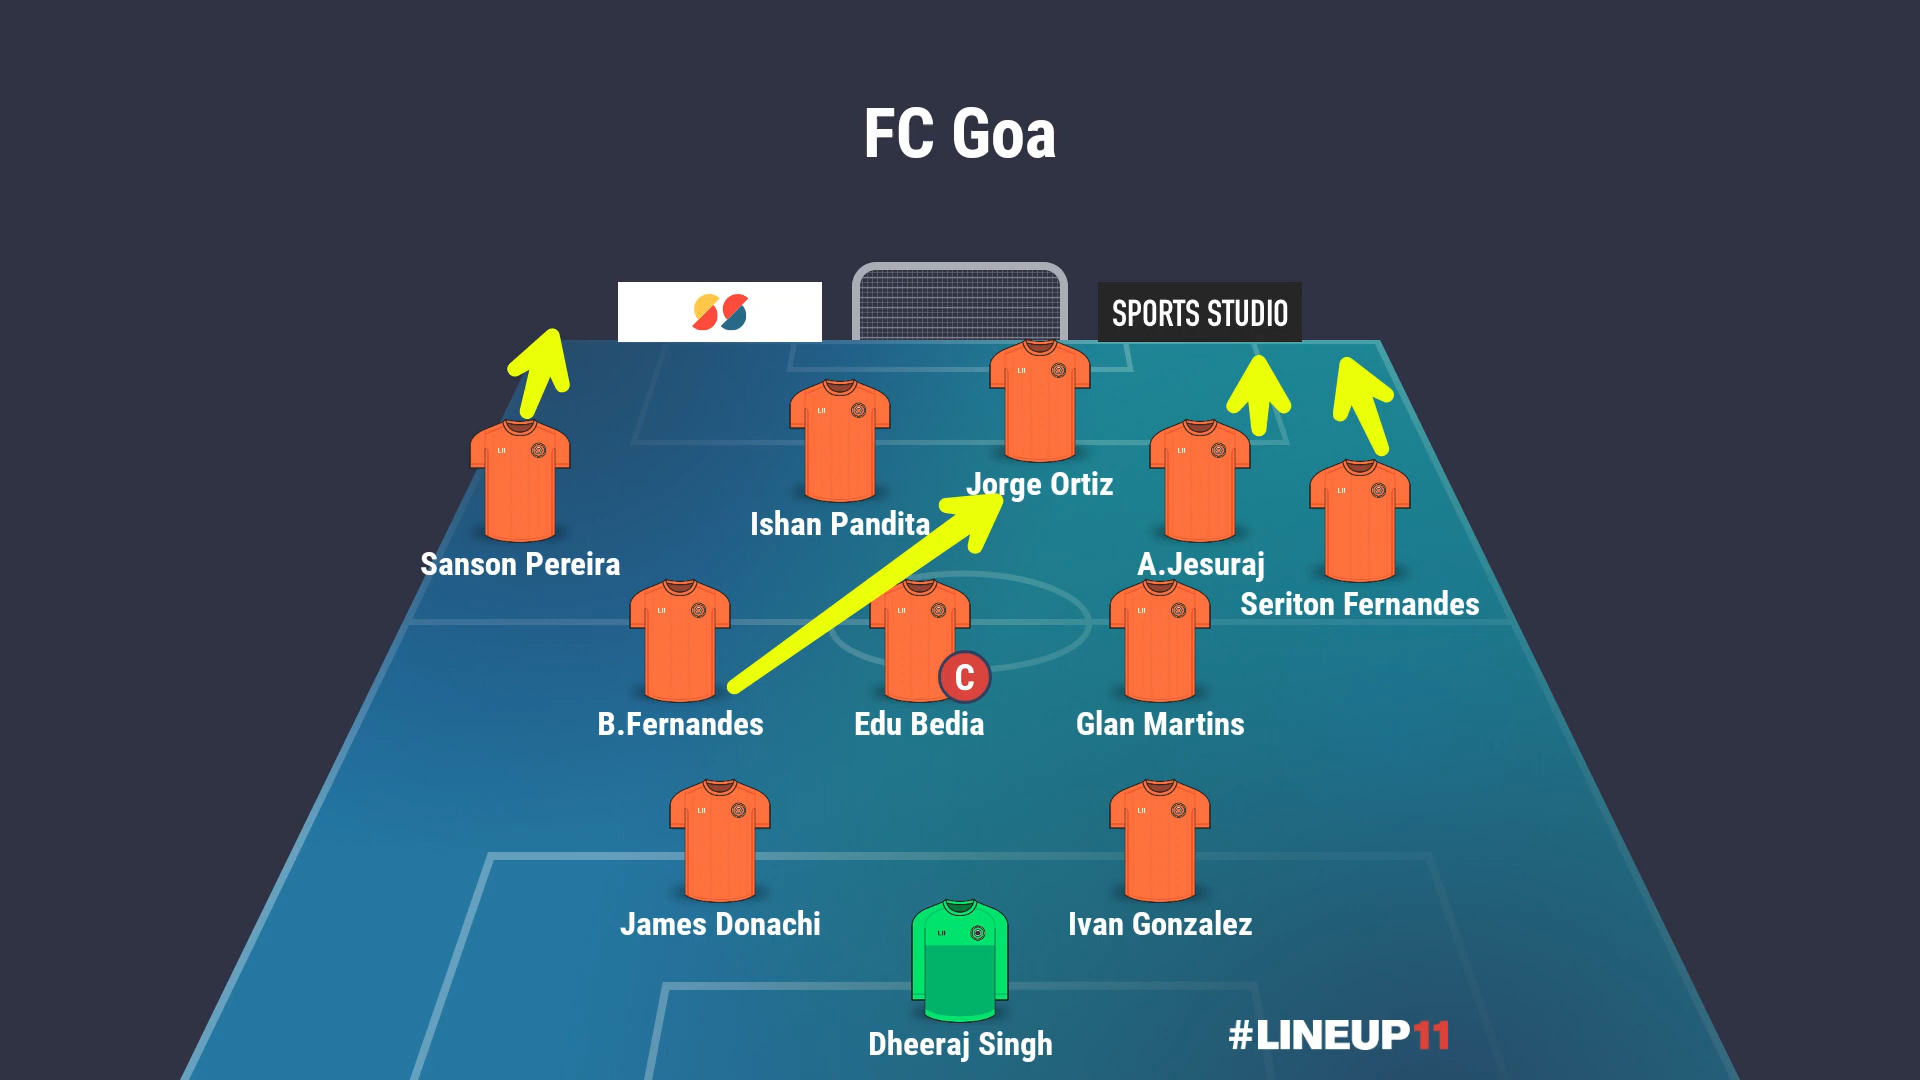 FC Goa
SPORTS STUDIO
Jorge Ortiz
Ishan Pandita
Sanson Pereira
A.Jesuraj
Seriton Fernandes
B.Fernandes
Edu Bedia
C
Glan Martins
James Donachi
Ivan Gonzalez
Dheeraj Singh
#LINEUP11